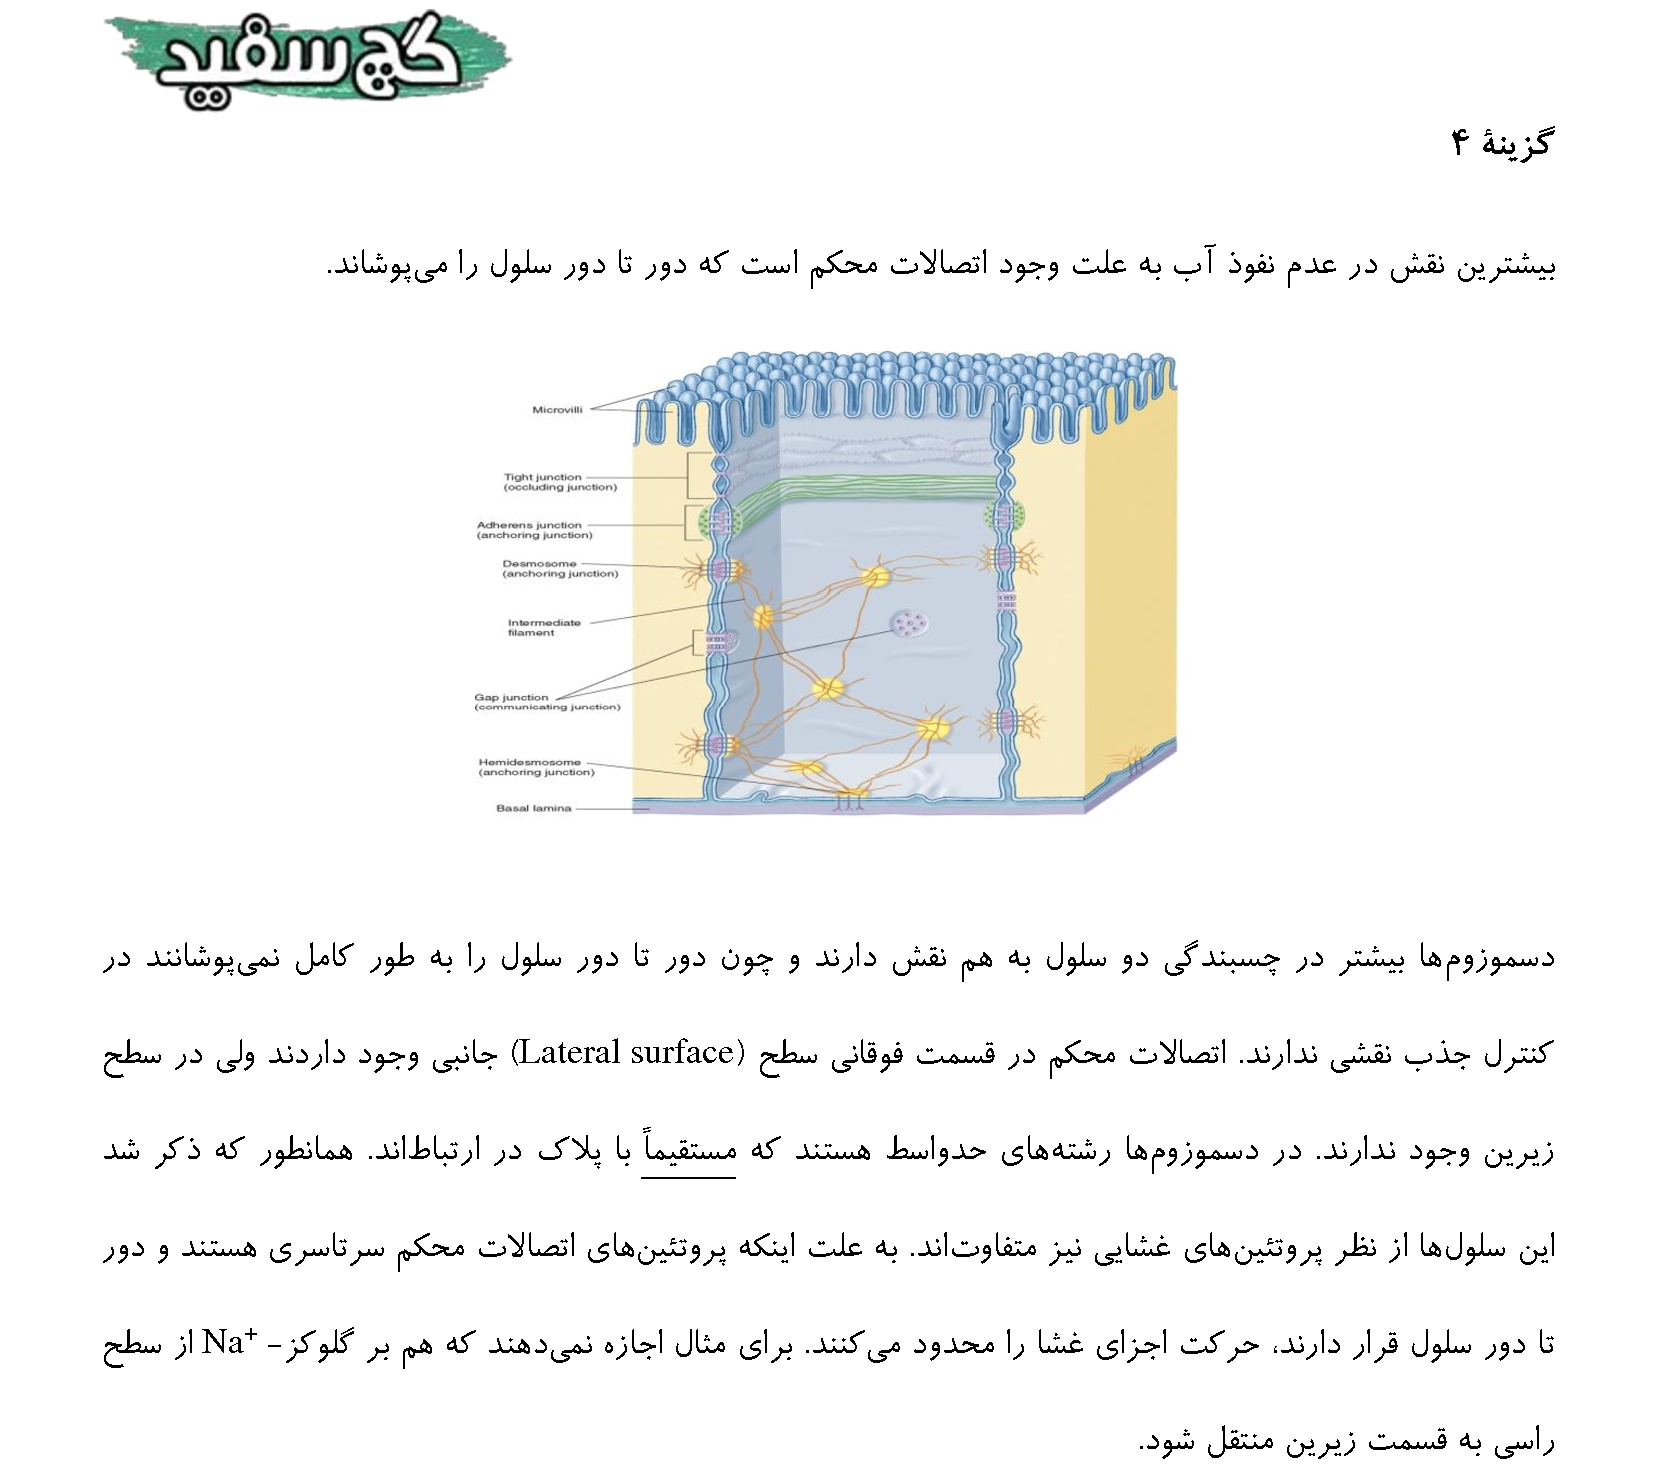 گچ سفید
گزینهٔ ۴
بیشترین نقش در عدم نفوذ آب به علت وجود اتصالات محکم است که دور تا دور سلول را می‌پوشاند.
Microvilli
Tight junction
(occluding junction)
Adherens junction
(anchoring junction)
Desmosome
(anchoring junction)
Intermediate
filament
Gap junction
(communicating junction)
Hemidesmosome
(anchoring junction)
Basal lamina
دسموزوم‌ها بیشتر در چسبندگی دو سلول به هم نقش دارند و چون دور تا دور سلول را به طور کامل نمی‌پوشانند در
کنترل جذب نقشی ندارند. اتصالات محکم در قسمت فوقانی سطح (Lateral surface) جانبی وجود داردند ولی در سطح
زیرین وجود ندارند. در دسموزوم‌ها رشته‌های حدواسط هستند که مستقیماً با پلاک در ارتباط‌اند. همانطور که ذکر شد
این سلول‌ها از نظر پروتئین‌های غشایی نیز متفاوت‌اند. به علت اینکه پروتئین‌های اتصالات محکم سرتاسری هستند و دور
تا دور سلول قرار دارند، حرکت اجزای غشا را محدود می‌کنند. برای مثال اجازه نمی‌دهند که هم بر گلوکز- Na⁺ از سطح
راسی به قسمت زیرین منتقل شود.